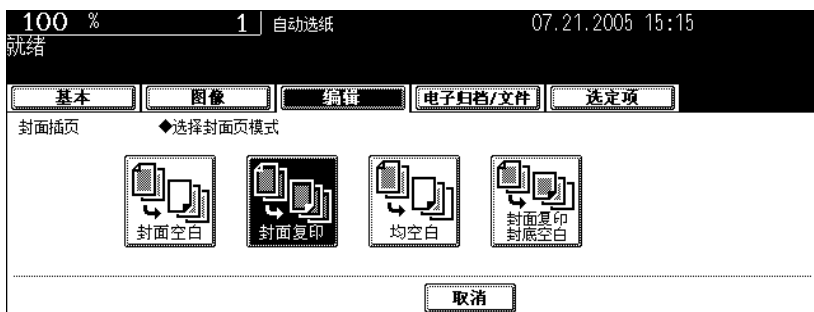 100 % 1 自动选纸 07.21.2005 15:15
就绪
基本 图像 编辑 电子归档/文件 选定项
封面插页 ◆选择封面页模式
封面空白 封面复印 均空白 封面复印
封底空白
取消